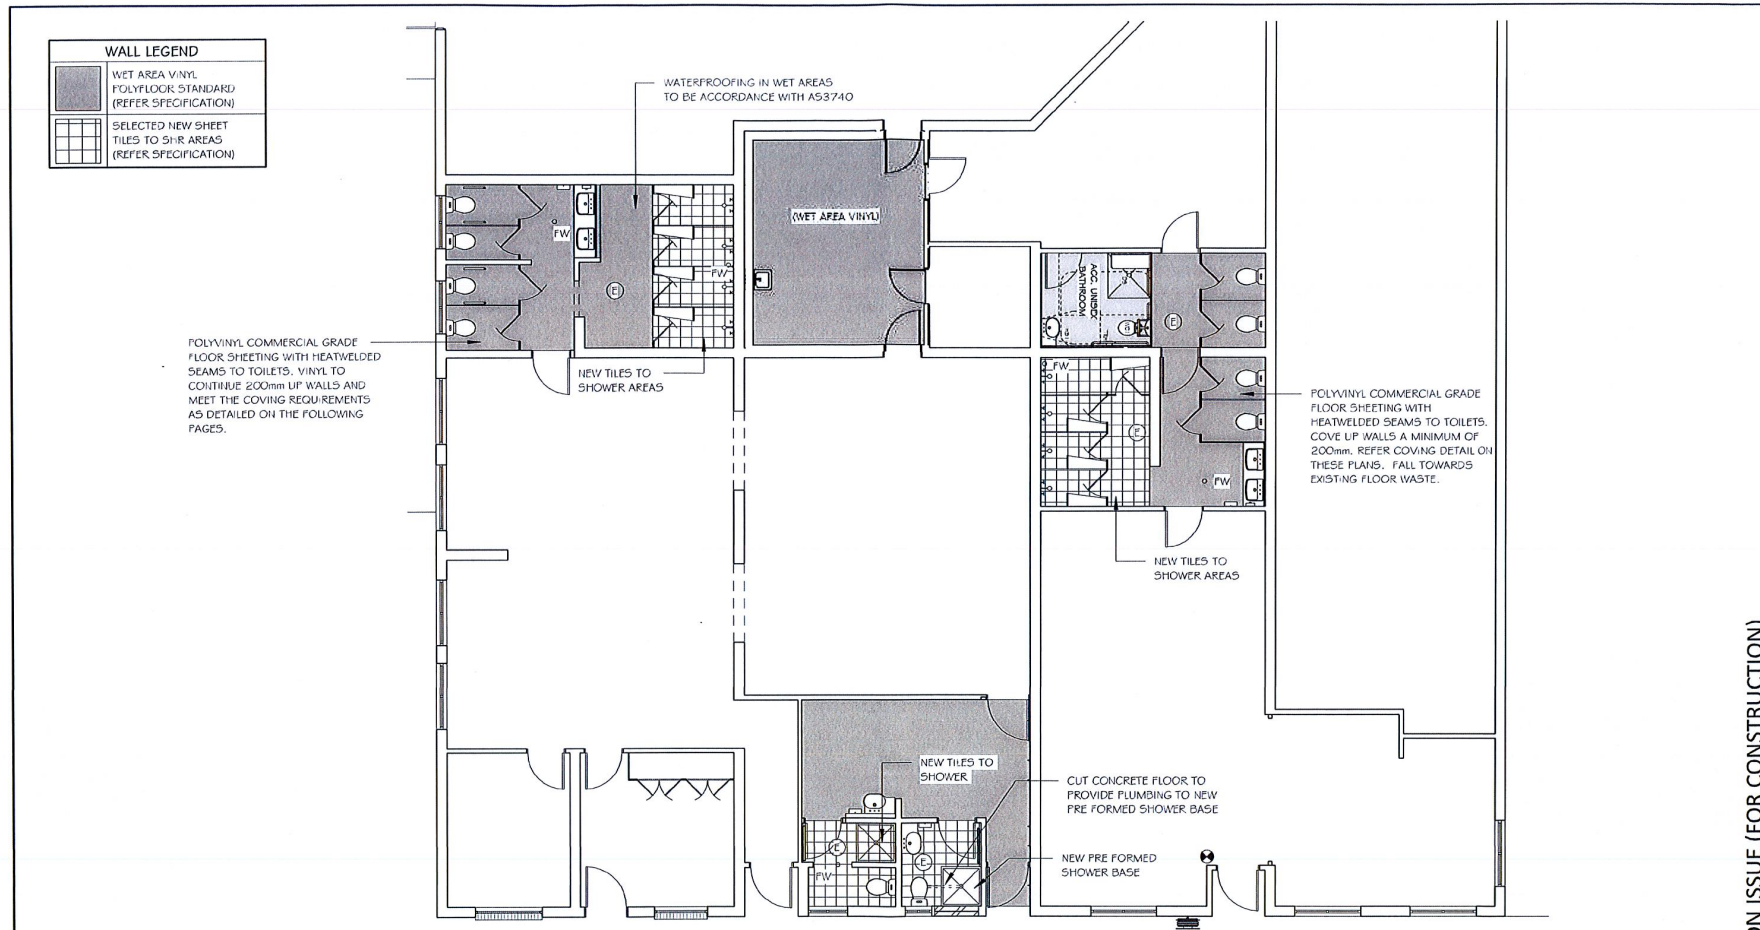 WALL LEGEND
WET AREA VINYL
POLYFLOOR STANDARD
(REFER SPECIFICATION)
SELECTED NEW SHEET
TILES TO SHR AREAS
(REFER SPECIFICATION)
WATERPROOFING IN WET AREAS
TO BE ACCORDANCE WITH AS3740
(WET AREA VINYL)
FW
FW
E
ACC. UNISEX
BATHROOM
E
POLYVINYL COMMERCIAL GRADE
FLOOR SHEETING WITH HEATWELDED
SEAMS TO TOILETS. VINYL TO
CONTINUE 200mm UP WALLS AND
MEET THE COVING REQUIREMENTS
AS DETAILED ON THE FOLLOWING
PAGES.
NEW TILES TO
SHOWER AREAS
FW
E
FW
POLYVINYL COMMERCIAL GRADE
FLOOR SHEETING WITH
HEATWELDED SEAMS TO TOILETS.
COVE UP WALLS A MINIMUM OF
200mm. REFER COVING DETAIL ON
THESE PLANS. FALL TOWARDS
EXISTING FLOOR WASTE.
NEW TILES TO
SHOWER AREAS
NEW TILES TO
SHOWER
CUT CONCRETE FLOOR TO
PROVIDE PLUMBING TO NEW
PRE FORMED SHOWER BASE
E
E
FW
NEW PRE FORMED
SHOWER BASE
ON ISSUE (FOR CONSTRUCTION)